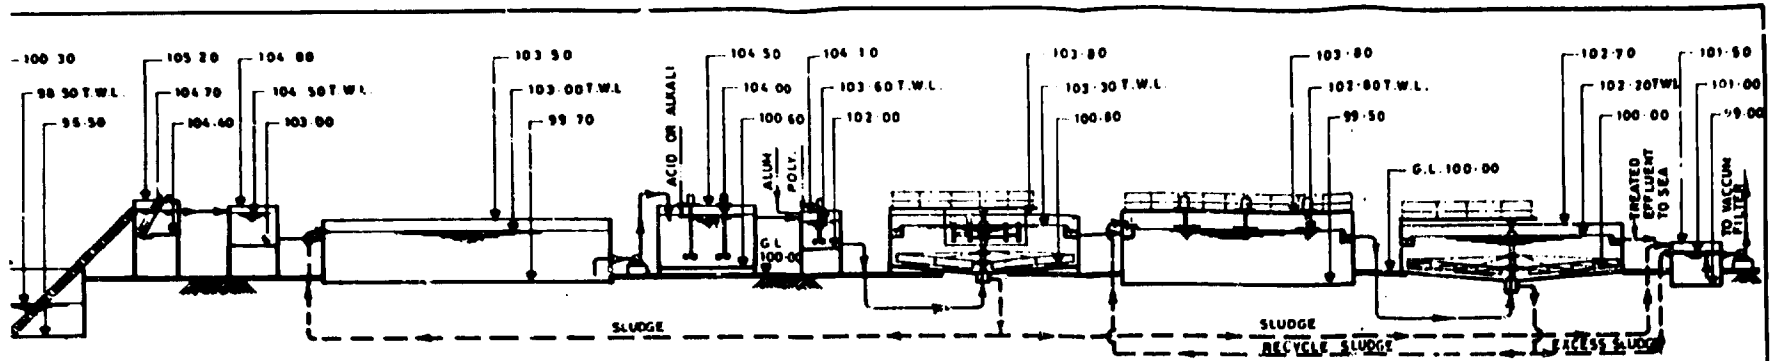 100.30
98.50 T.W.L.
95.50
105.20
104.70
104.40
104.80
104.50 T.W.L.
103.00
103.50
103.00 T.W.L
99.70
ACID OR ALKALI
104.50
104.00
100.60
ALUM
POLY.
G.L
100.00
104.10
103.60 T.W.L.
102.00
103.80
103.30 T.W.L.
100.80
103.80
102.80 T.W.L.
99.50
G.L. 100.00
102.20 TWL
100.00
TREATED
EFFLUENT
TO SEA
101.50
101.00
99.00
TO VACCUM
FILTER
SLUDGE
SLUDGE
RECYCLE SLUDGE
EXCESS SLUDGE